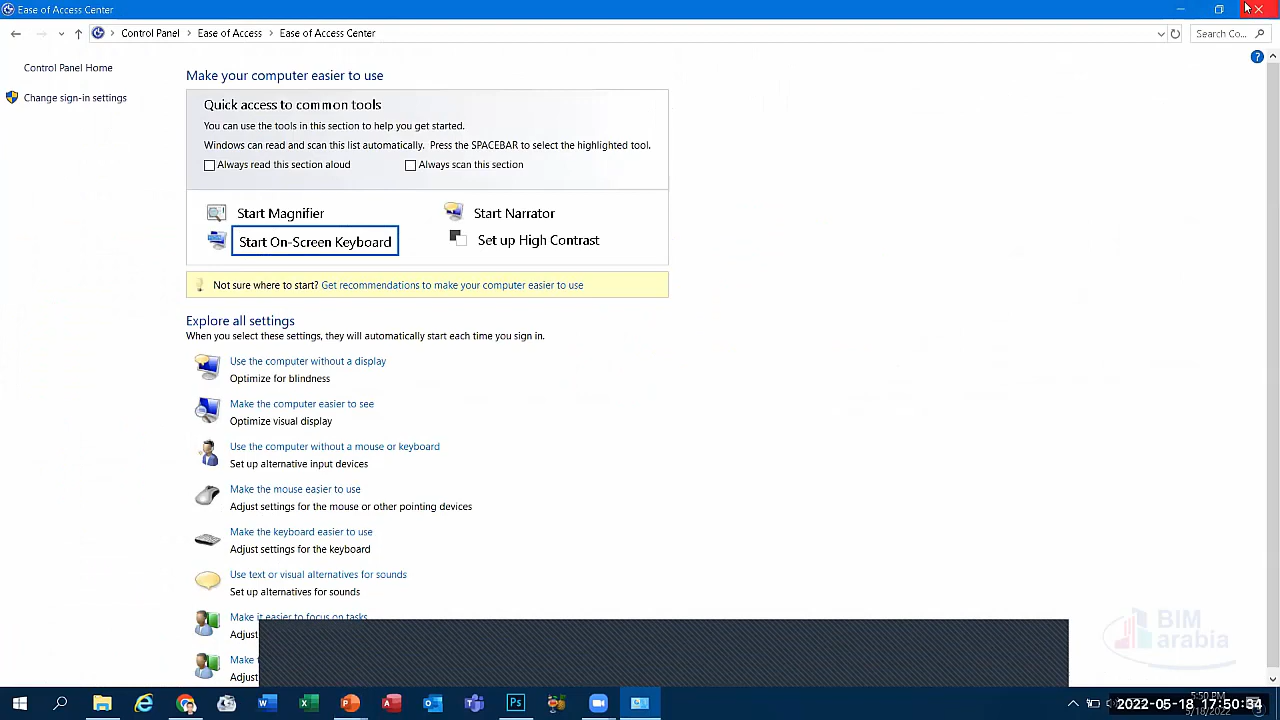 Ease of Access Center
Control Panel Ease of Access Ease of Access Center
Search Co...
Control Panel Home
Change sign-in settings
Make your computer easier to use
Quick access to common tools
You can use the tools in this section to help you get started.
Windows can read and scan this list automatically. Press the SPACEBAR to select the highlighted tool.
Always read this section aloud Always scan this section
Start Magnifier Start Narrator
Start On-Screen Keyboard Set up High Contrast
Not sure where to start? Get recommendations to make your computer easier to use
Explore all settings
When you select these settings, they will automatically start each time you sign in.
Use the computer without a display
Optimize for blindness
Make the computer easier to see
Optimize visual display
Use the computer without a mouse or keyboard
Set up alternative input devices
Make the mouse easier to use
Adjust settings for the mouse or other pointing devices
Make the keyboard easier to use
Adjust settings for the keyboard
Use text or visual alternatives for sounds
Set up alternatives for sounds
Make it easier to focus on tasks
Adjust
Make
Adjust
BIM
arabia
5:50 PM
2022-05-18 17:50:34
5/18/2022